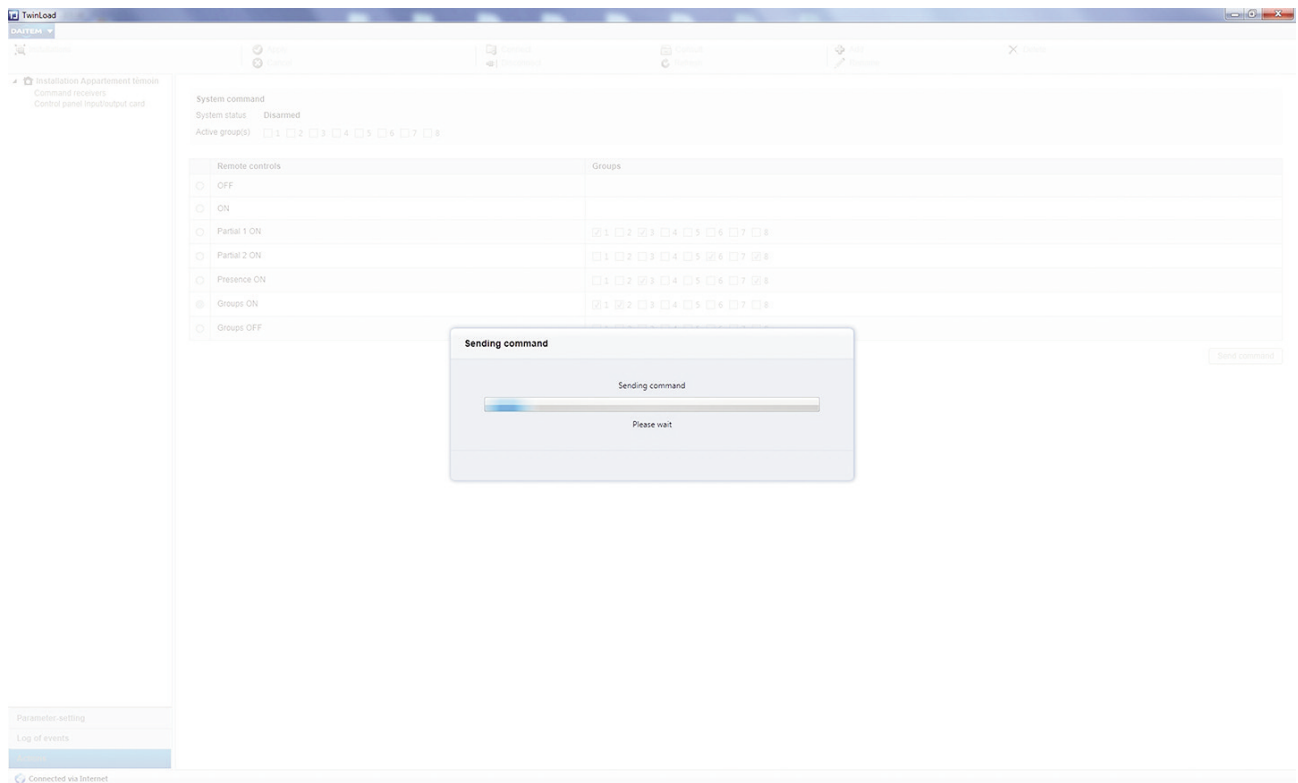 TwinLoad
DAITEM
Installation Appartement témoin
Command receivers
Control panel input/output card
System command
System status Disarmed
Active group(s) 1 2 3 4 5 6 7 8
Remote controls Groups
OFF
ON
Partial 1 ON 1 2 3 4 5 6 7 8
Partial 2 ON 1 2 3 4 5 6 7 8
Presence ON 1 2 3 4 5 6 7 8
Groups ON 1 2 3 4 5 6 7 8
Groups OFF
Send command
Sending command
Sending command
Please wait
Parameter-setting
Log of events
Connected via Internet